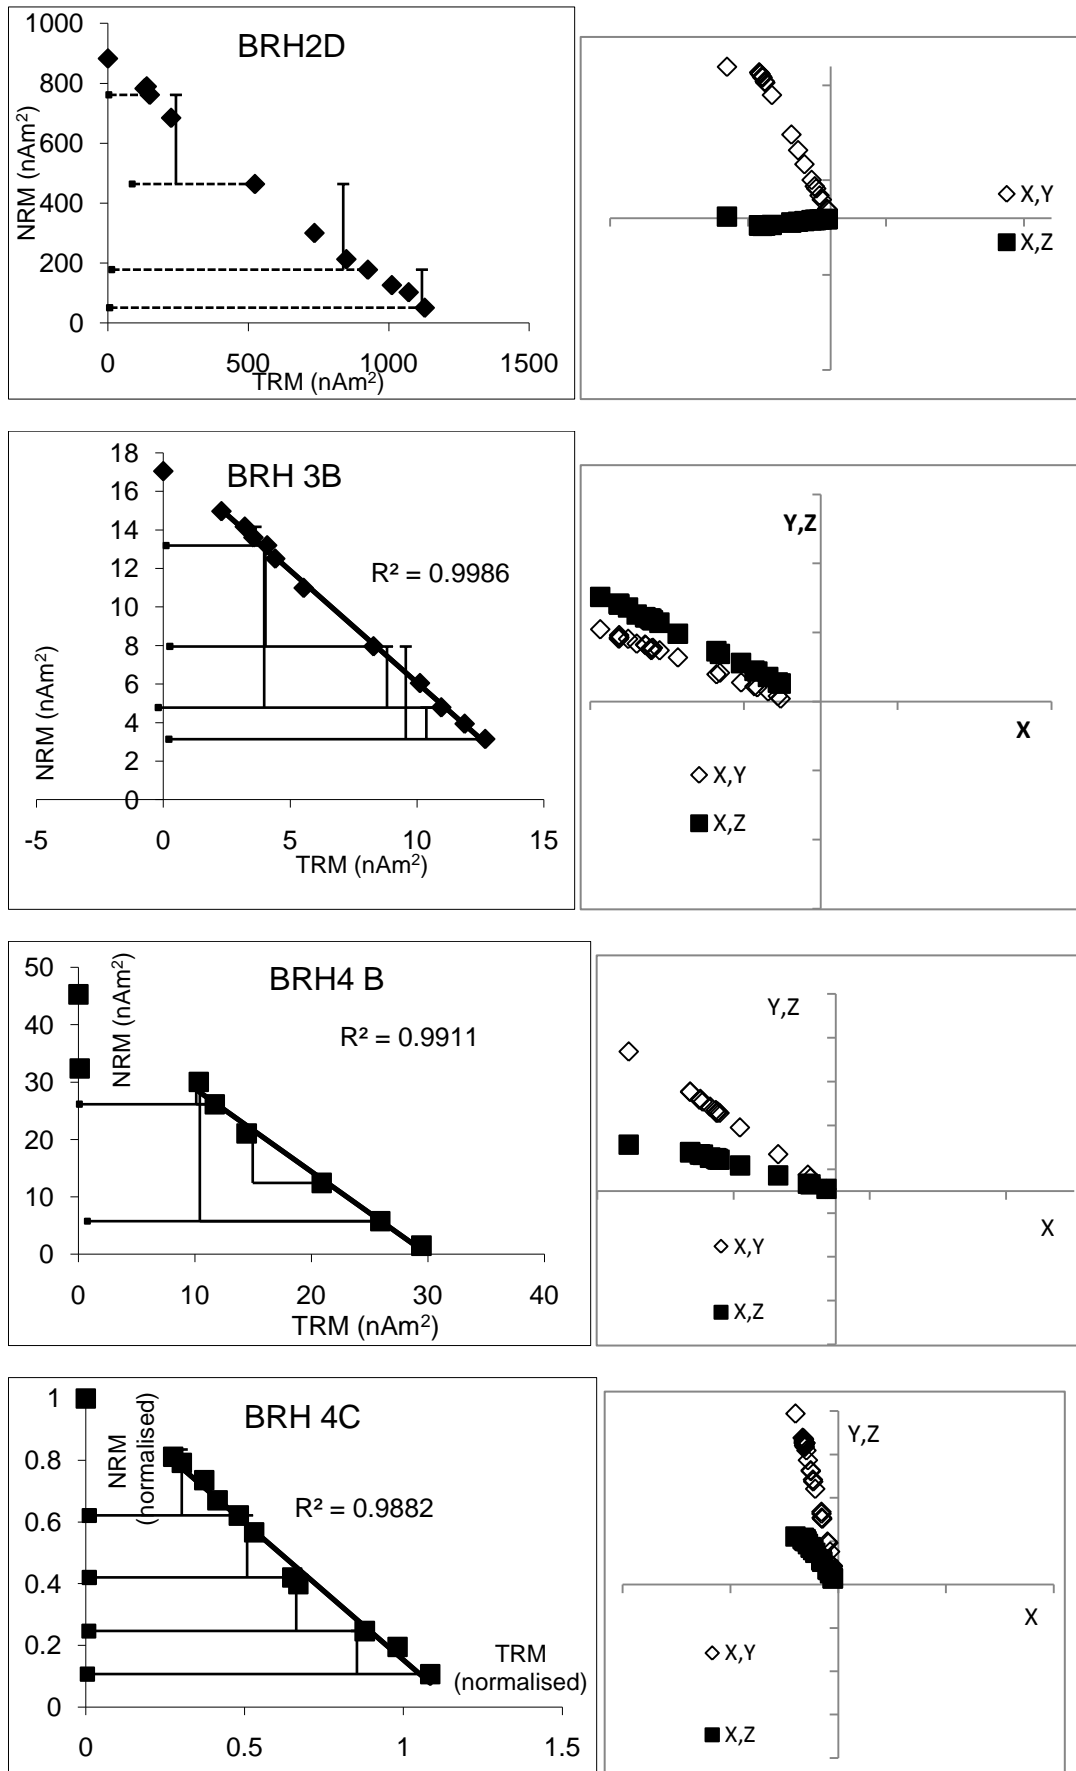 BRH2D
NRM (nAm²)
1000
800
600
400
200
0
0 500 1000 1500
TRM (nAm²)
X,Y
X,Z
BRH 3B
R² = 0.9986
NRM (nAm²)
18
16
14
12
10
8
6
4
2
0
-5 0 5 10 15
TRM (nAm²)
Y,Z
X
X,Y
X,Z
BRH4 B
R² = 0.9911
NRM (nAm²)
50
40
30
20
10
0
0 10 20 30 40
TRM (nAm²)
Y,Z
X
X,Y
X,Z
BRH 4C
R² = 0.9882
NRM
(normalised)
1
0.8
0.6
0.4
0.2
0
TRM
(normalised)
0 0.5 1 1.5
Y,Z
X
X,Y
X,Z